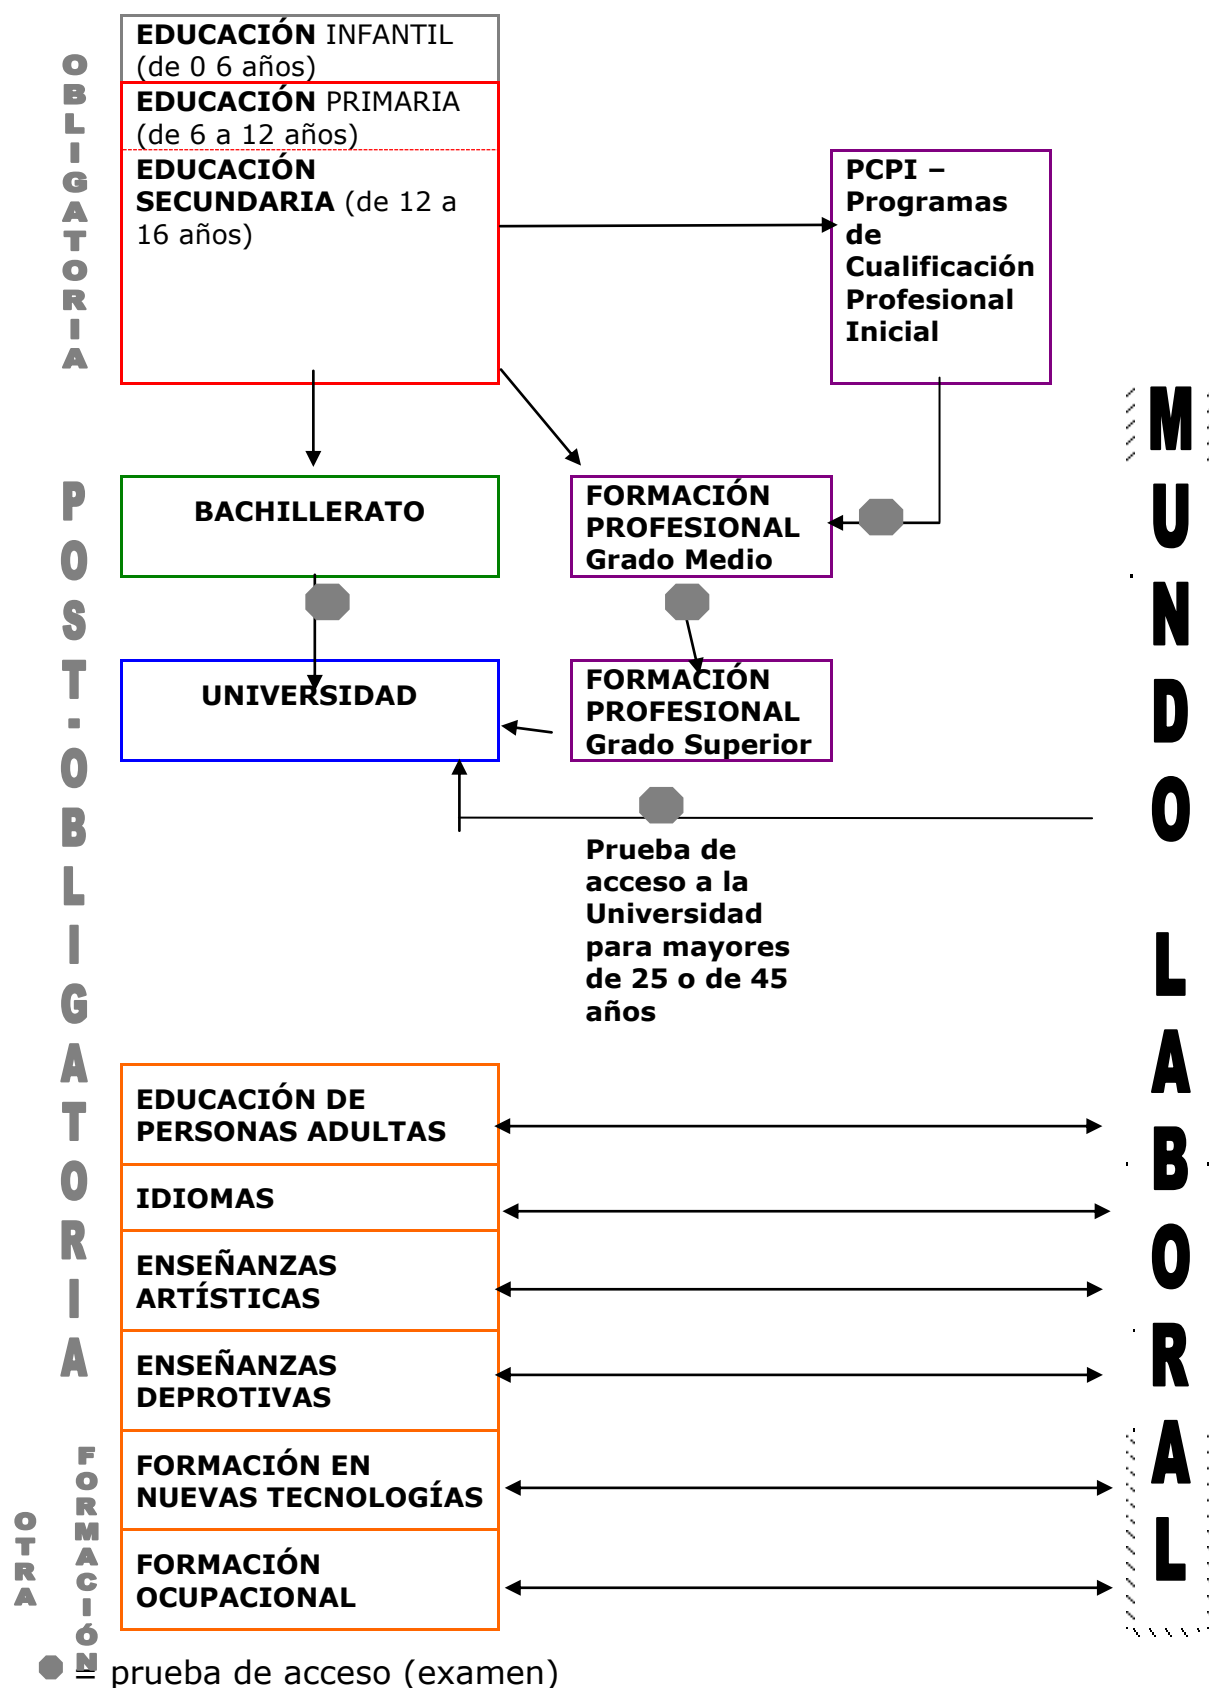 OBLIGATORIA
EDUCACIÓN INFANTIL
(de 0 6 años)
EDUCACIÓN PRIMARIA
(de 6 a 12 años)
EDUCACIÓN
SECUNDARIA (de 12 a
16 años)
PCPI –
Programas
de
Cualificación
Profesional
Inicial
MUNDO LABORAL
POST-OBLIGATORIA
BACHILLERATO
FORMACIÓN
PROFESIONAL
Grado Medio
UNIVERSIDAD
FORMACIÓN
PROFESIONAL
Grado Superior
Prueba de
acceso a la
Universidad
para mayores
de 25 o de 45
años
EDUCACIÓN DE
PERSONAS ADULTAS
IDIOMAS
ENSEÑANZAS
ARTÍSTICAS
ENSEÑANZAS
DEPROTIVAS
OTRA
FORMACIÓN
FORMACIÓN EN
NUEVAS TECNOLOGÍAS
FORMACIÓN
OCUPACIONAL
= prueba de acceso (examen)